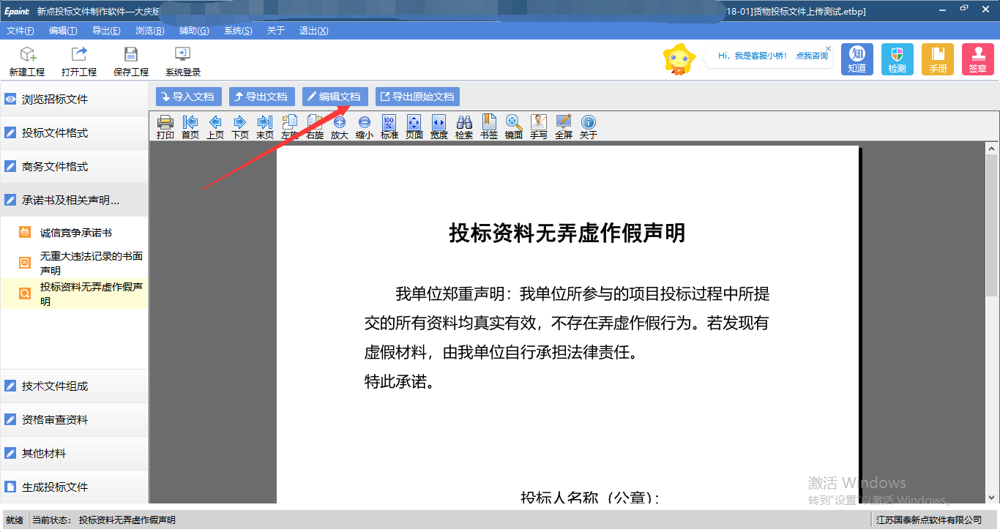 Epoint 新点投标文件制作软件—大庆版 18-01]货物投标文件上传测试.etbp]
文件(F) 编辑(T) 导出(E) 浏览(B) 辅助(G) 系统(S) 关于 退出(X)
新建工程 打开工程 保存工程 系统登录 Hi，我是客服小桥! 点我咨询 知 知道 检测 手册 签章
导入文档 导出文档 编辑文档 导出原始文档
打印 首页 上页 下页 末页 左旋 右旋 放大 缩小 100% 标准 页面 宽度 检索 书签 镜面 手写 全屏 关于
浏览招标文件
投标文件格式
商务文件格式
承诺书及相关声明...
诚信竞争承诺书
无重大违法记录的书面
声明
投标资料无弄虚作假声
明
技术文件组成
资格审查资料
其他材料
生成投标文件
投标资料无弄虚作假声明
我单位郑重声明：我单位所参与的项目投标过程中所提
交的所有资料均真实有效，不存在弄虚作假行为。若发现有
虚假材料，由我单位自行承担法律责任。
特此承诺。
投标人名称（公章）：
激活 Windows
转到"设置"以激活 Windows。
就绪 当前状态： 投标资料无弄虚作假声明 江苏国泰新点软件有限公司